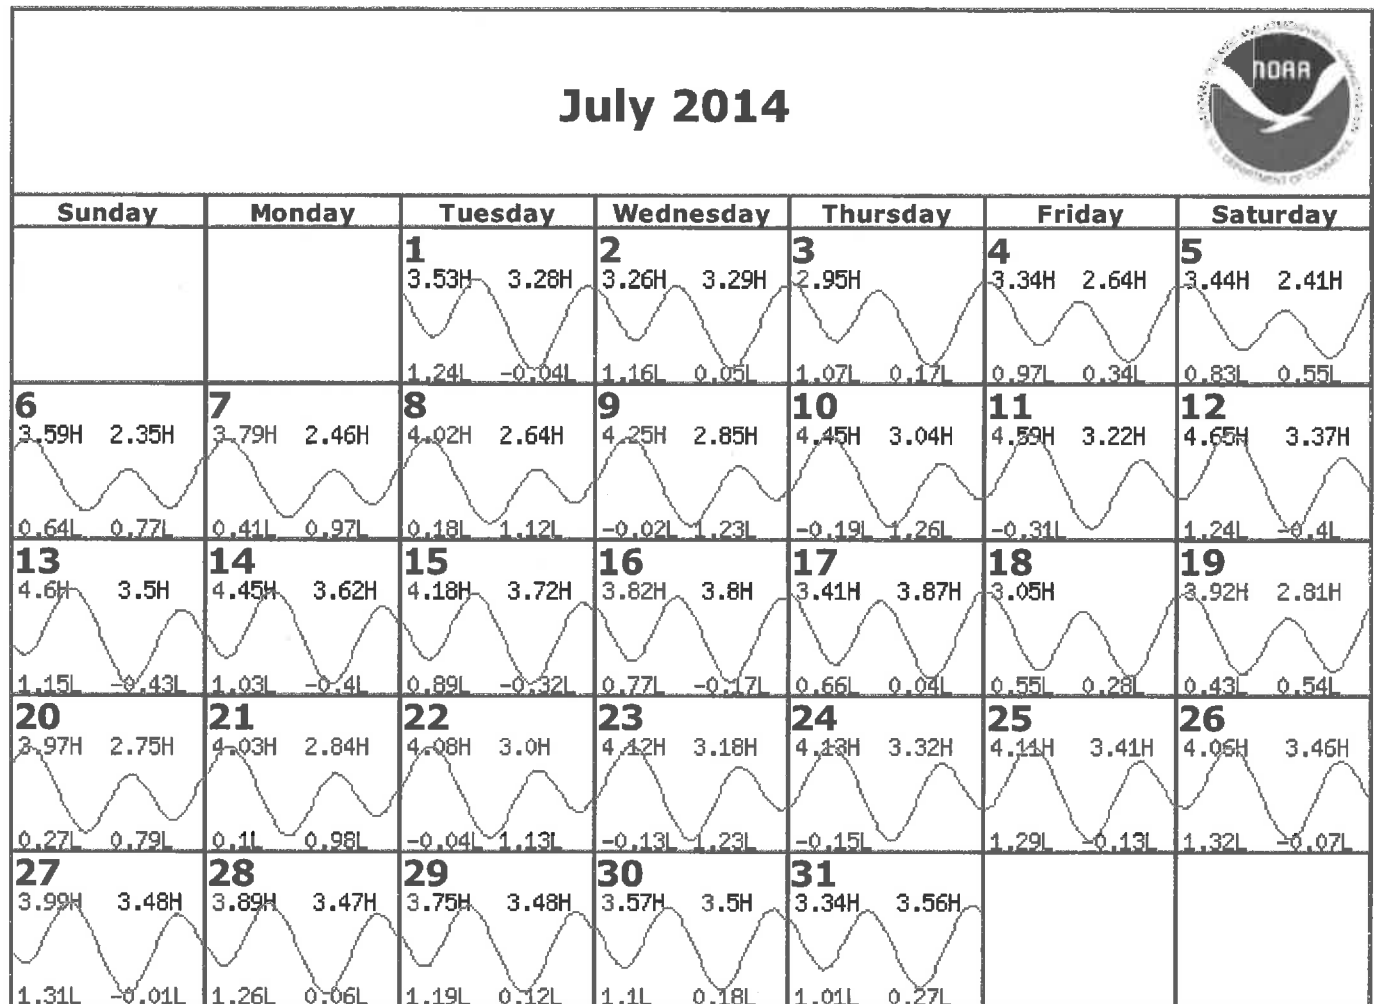 NOAA
July 2014
Sunday Monday Tuesday Wednesday Thursday Friday Saturday
1 2 3 4 5
3.53H 3.28H 3.26H 3.29H 2.95H 3.34H 2.64H 3.44H 2.41H
1.24L -0.04L 1.16L 0.05L 1.07L 0.17L 0.97L 0.34L 0.83L 0.55L
6 7 8 9 10 11 12
3.59H 2.35H 3.79H 2.46H 4.02H 2.64H 4.25H 2.85H 4.45H 3.04H 4.59H 3.22H 4.65H 3.37H
0.64L 0.77L 0.41L 0.97L 0.18L 1.12L -0.02L 1.23L -0.19L 1.26L -0.31L 1.24L -0.4L
13 14 15 16 17 18 19
4.6H 3.5H 4.45H 3.62H 4.18H 3.72H 3.82H 3.8H 3.41H 3.87H 3.05H 3.92H 2.81H
1.15L -0.43L 1.03L -0.4L 0.89L -0.32L 0.77L -0.17L 0.66L 0.04L 0.55L 0.28L 0.43L 0.54L
20 21 22 23 24 25 26
3.97H 2.75H 4.03H 2.84H 4.08H 3.0H 4.12H 3.18H 4.13H 3.32H 4.11H 3.41H 4.06H 3.46H
0.27L 0.79L 0.1L 0.98L -0.04L 1.13L -0.13L 1.23L -0.15L 1.29L -0.13L 1.32L -0.07L
27 28 29 30 31
3.99H 3.48H 3.89H 3.47H 3.75H 3.48H 3.57H 3.5H 3.34H 3.56H
1.31L -0.01L 1.26L 0.06L 1.19L 0.12L 1.1L 0.18L 1.01L 0.27L